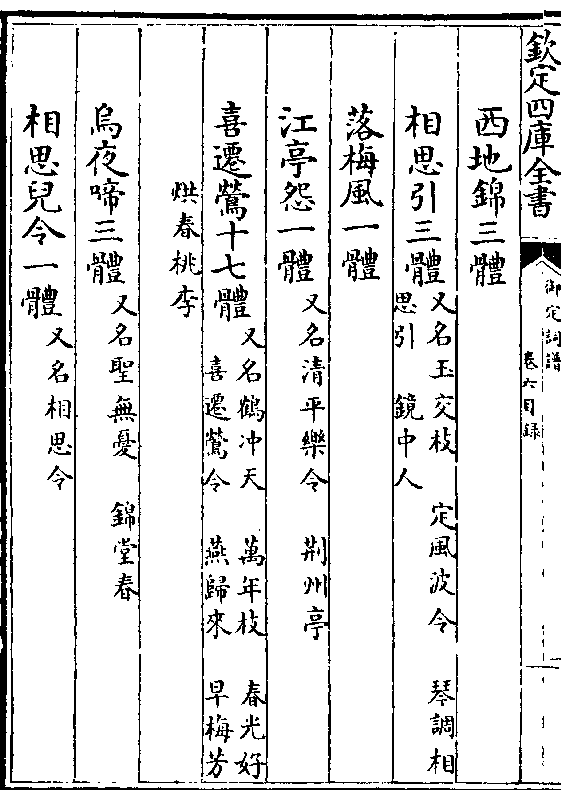 欽定四庫全書
御定詞譜
卷六目録
西地錦三體
相思引三體又名玉交枝　定風波令　琴調相
思引　鏡中人
落梅風一體
江亭怨一體又名清平樂令　荆州亭
喜遷鶯十七體又名鶴冲天　萬年枝　春光好
喜遷鶯令　燕歸來　早梅芳
烘春桃李
烏夜啼三體又名聖無憂　錦堂春
相思兒令一體又名相思令